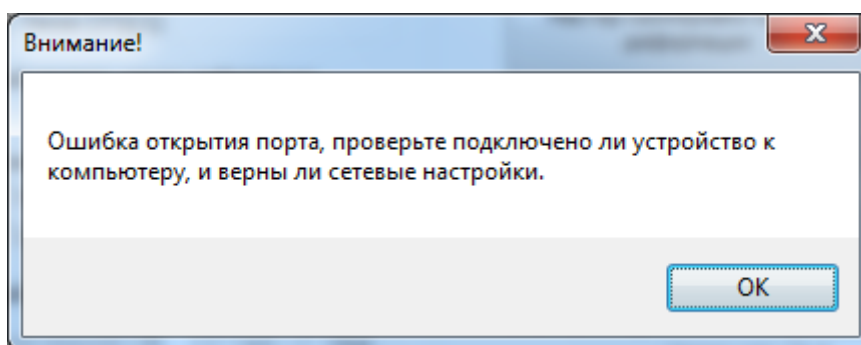 Внимание!
Ошибка открытия порта, проверьте подключено ли устройство к
компьютеру, и верны ли сетевые настройки.
OK